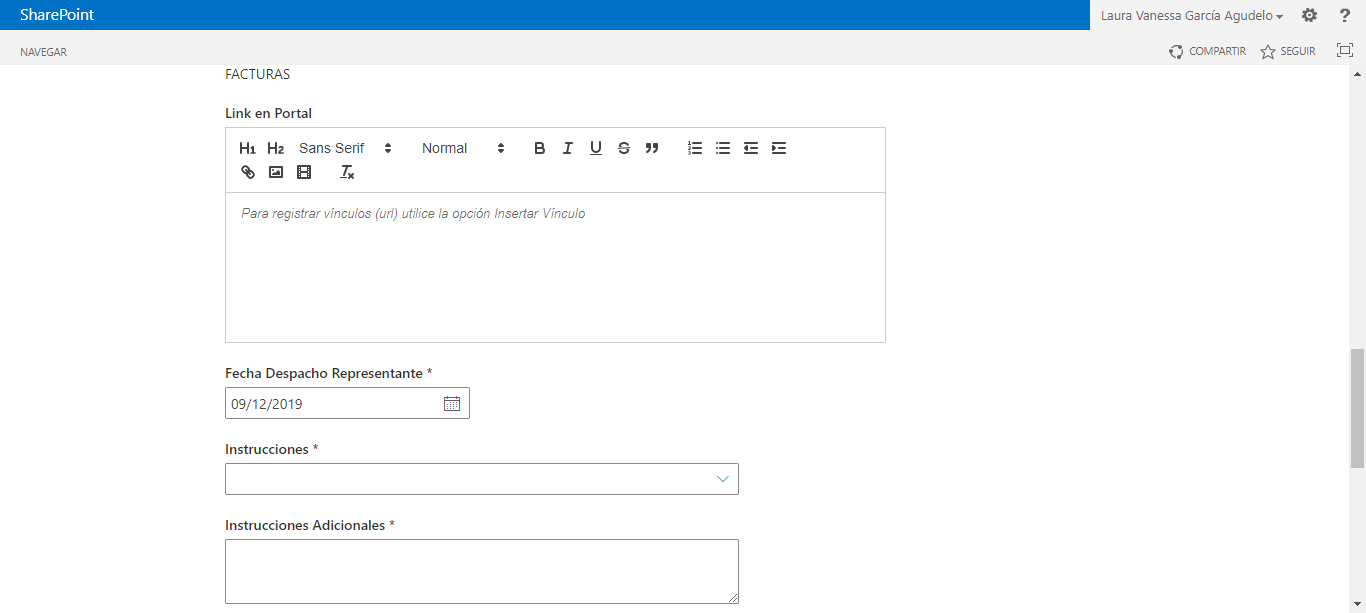 SharePoint
Laura Vanessa García Agudelo
?
NAVEGAR
COMPARTIR
SEGUIR
FACTURAS
Link en Portal
H1 H2 Sans Serif Normal B I U S
Para registrar vínculos (url) utilice la opción Insertar Vínculo
Fecha Despacho Representante *
09/12/2019
Instrucciones *
Instrucciones Adicionales *